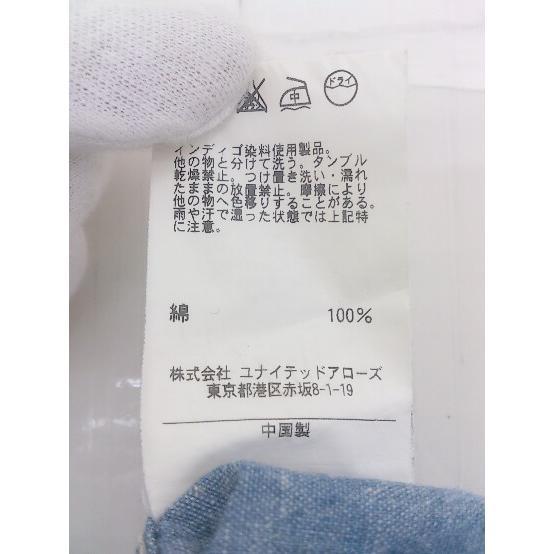 中
ドライ
インディゴ染料使用製品。
他の物と分けて洗う。タンブル
乾燥禁止。つけ置き洗い・濡れ
たままの放置禁止。摩擦により
他の物へ色移りすることがある。
雨や汗で湿った状態では上記特
に注意。
綿 100%
株式会社 ユナイテッドアローズ
東京都港区赤坂8-1-19
中国製